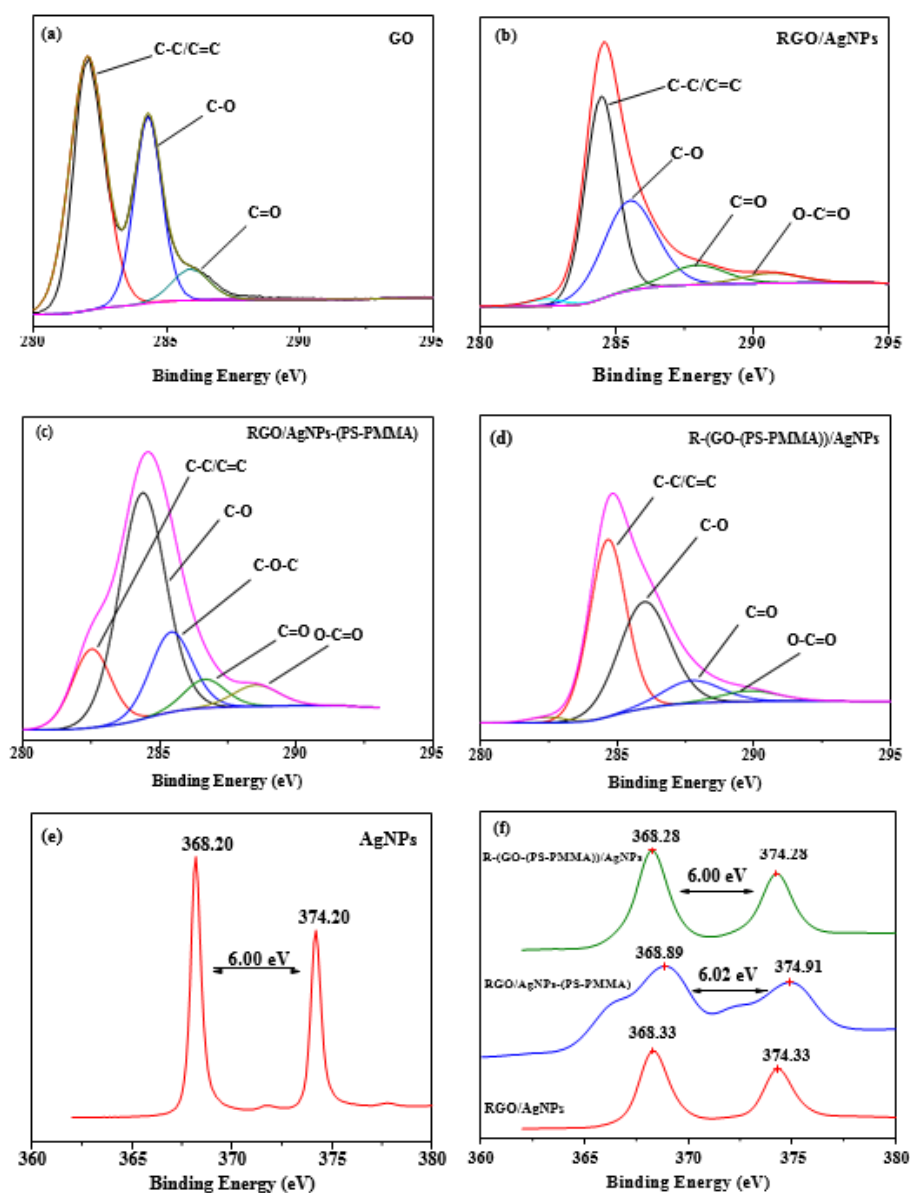 (a) GO
C-C/C=C
C-O
C=O
280 285 290 295
Binding Energy (eV)
(b) RGO/AgNPs
C-C/C=C
C-O
C=O
O-C=O
280 285 290 295
Binding Energy (eV)
(c) RGO/AgNPs-(PS-PMMA)
C-C/C=C
C-O
C-O-C
C=O O-C=O
280 285 290 295
Binding Energy (eV)
(d) R-(GO-(PS-PMMA))/AgNPs
C-C/C=C
C-O
C=O
O-C=O
280 285 290 295
Binding Energy (eV)
(e) AgNPs
368.20
374.20
6.00 eV
360 365 370 375 380
Binding Energy (eV)
(f)
368.28
R-(GO-(PS-PMMA))/AgNPs
374.28
6.00 eV
368.89
RGO/AgNPs-(PS-PMMA)
6.02 eV
374.91
368.33
374.33
RGO/AgNPs
360 365 370 375 380
Binding Energy (eV)